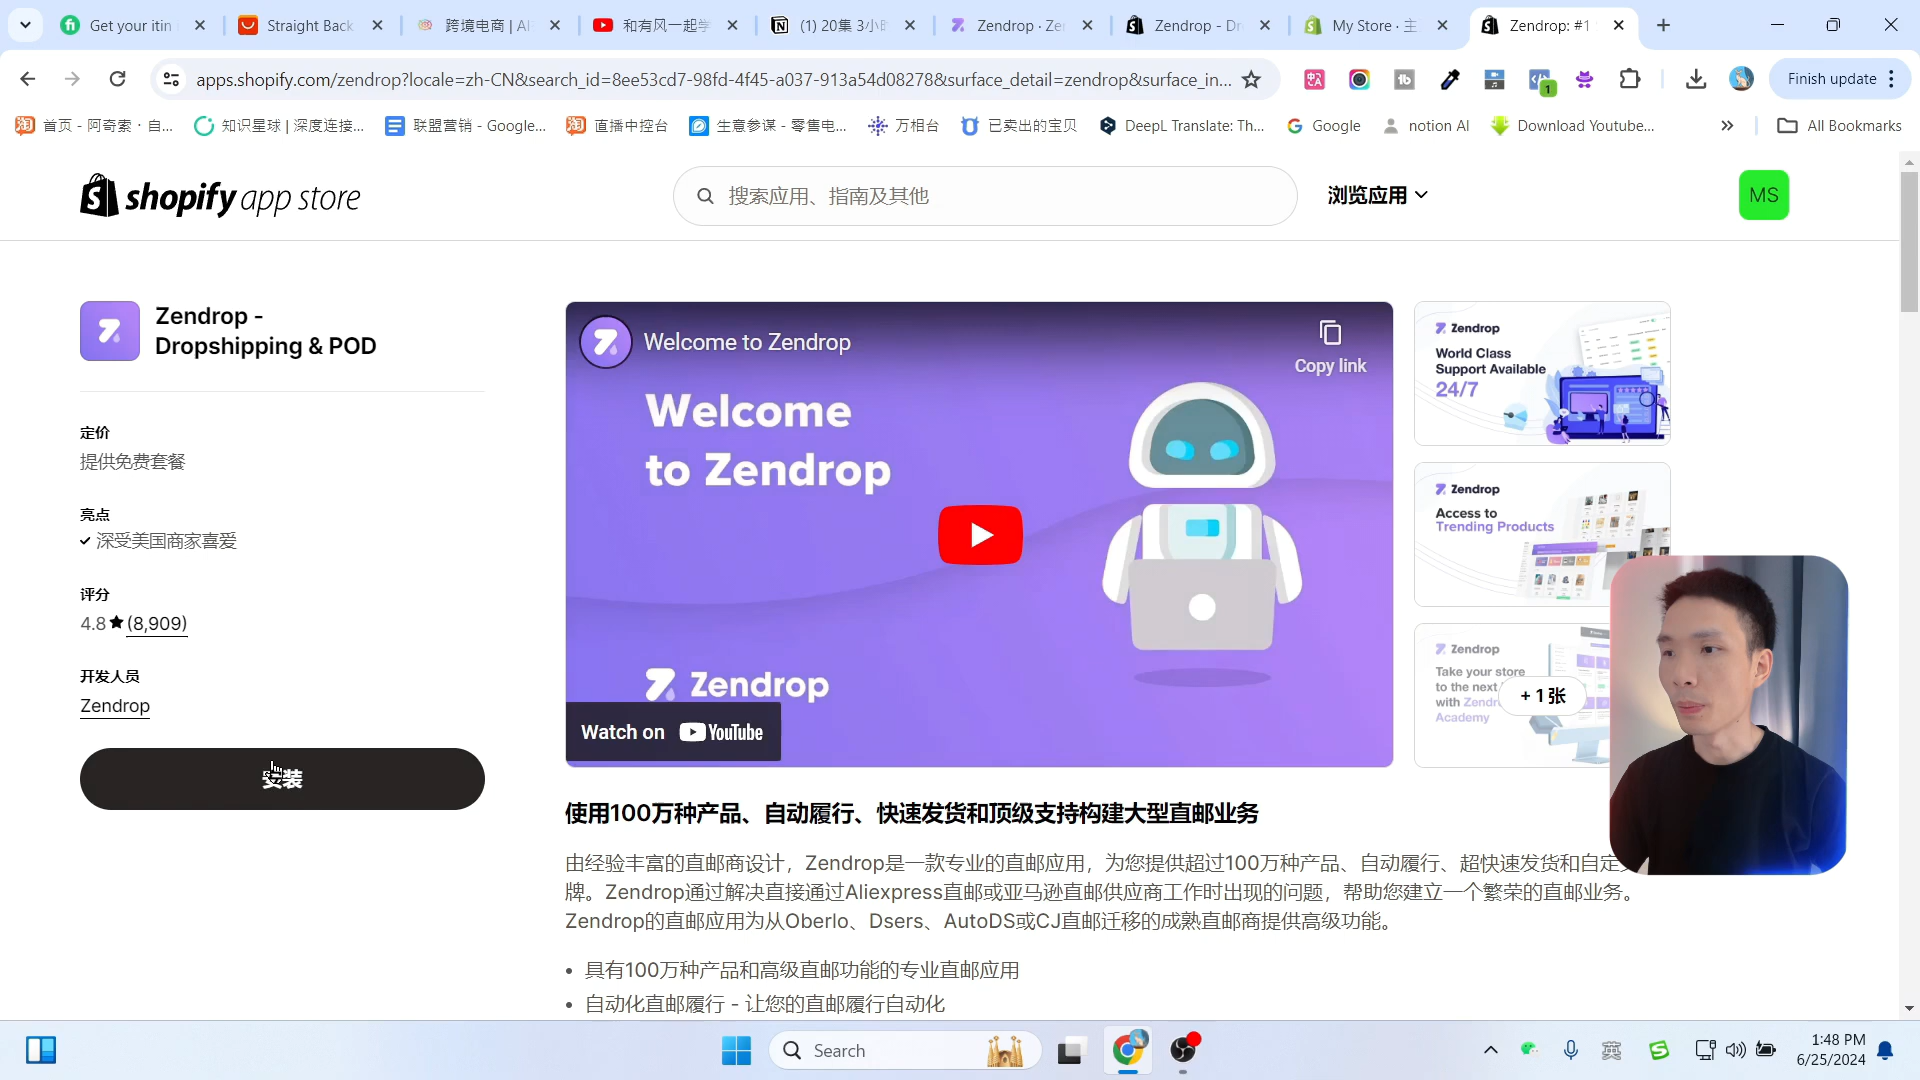 Get your itin
Straight Back
跨境电商 | AI
和有风一起学
(1) 20集 3小时
Zendrop · Ze
Zendrop - Dr
My Store · 主
Zendrop: #1
apps.shopify.com/zendrop?locale=zh-CN&search_id=8ee53cd7-98fd-4f45-a037-913a54d08278&surface_detail=zendrop&surface_in...
1
Finish update
首页 - 阿奇索 · 自...
知识星球 | 深度连接...
联盟营销 - Google...
直播中控台
生意参谋 - 零售电...
万相台
已卖出的宝贝
DeepL Translate: Th...
Google
notion AI
Download Youtube...
All Bookmarks
shopify app store
搜索应用、指南及其他
浏览应用
MS
Zendrop -
Dropshipping & POD
定价
提供免费套餐
亮点
深受美国商家喜爱
评分
4.8 (8,909)
开发人员
Zendrop
安装
Welcome to Zendrop
Copy link
Welcome
to Zendrop
Zendrop
Watch on YouTube
Zendrop
World Class
Support Available
24/7
Zendrop
Access to
Trending Products
Zendrop
Take your store
to the next
with Zendr
Academy
+ 1 张
使用100万种产品、自动履行、快速发货和顶级支持构建大型直邮业务
由经验丰富的直邮商设计，Zendrop是一款专业的直邮应用，为您提供超过100万种产品、自动履行、超快速发货和自定
牌。Zendrop通过解决直接通过Aliexpress直邮或亚马逊直邮供应商工作时出现的问题，帮助您建立一个繁荣的直邮业务。
Zendrop的直邮应用为从Oberlo、Dsers、AutoDS或CJ直邮迁移的成熟直邮商提供高级功能。
• 具有100万种产品和高级直邮功能的专业直邮应用
• 自动化直邮履行 - 让您的直邮履行自动化
Search
英
1:48 PM
6/25/2024